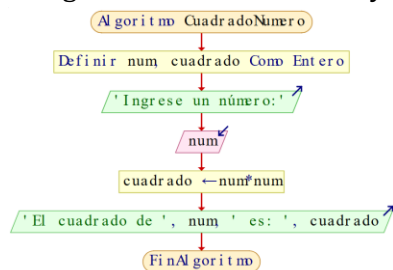 Algoritmo CuadradoNumero
Definir num, cuadrado Como Entero
'Ingrese un número:'
num
cuadrado ←num*num
'El cuadrado de ', num, ' es: ', cuadrado
FinAlgoritmo